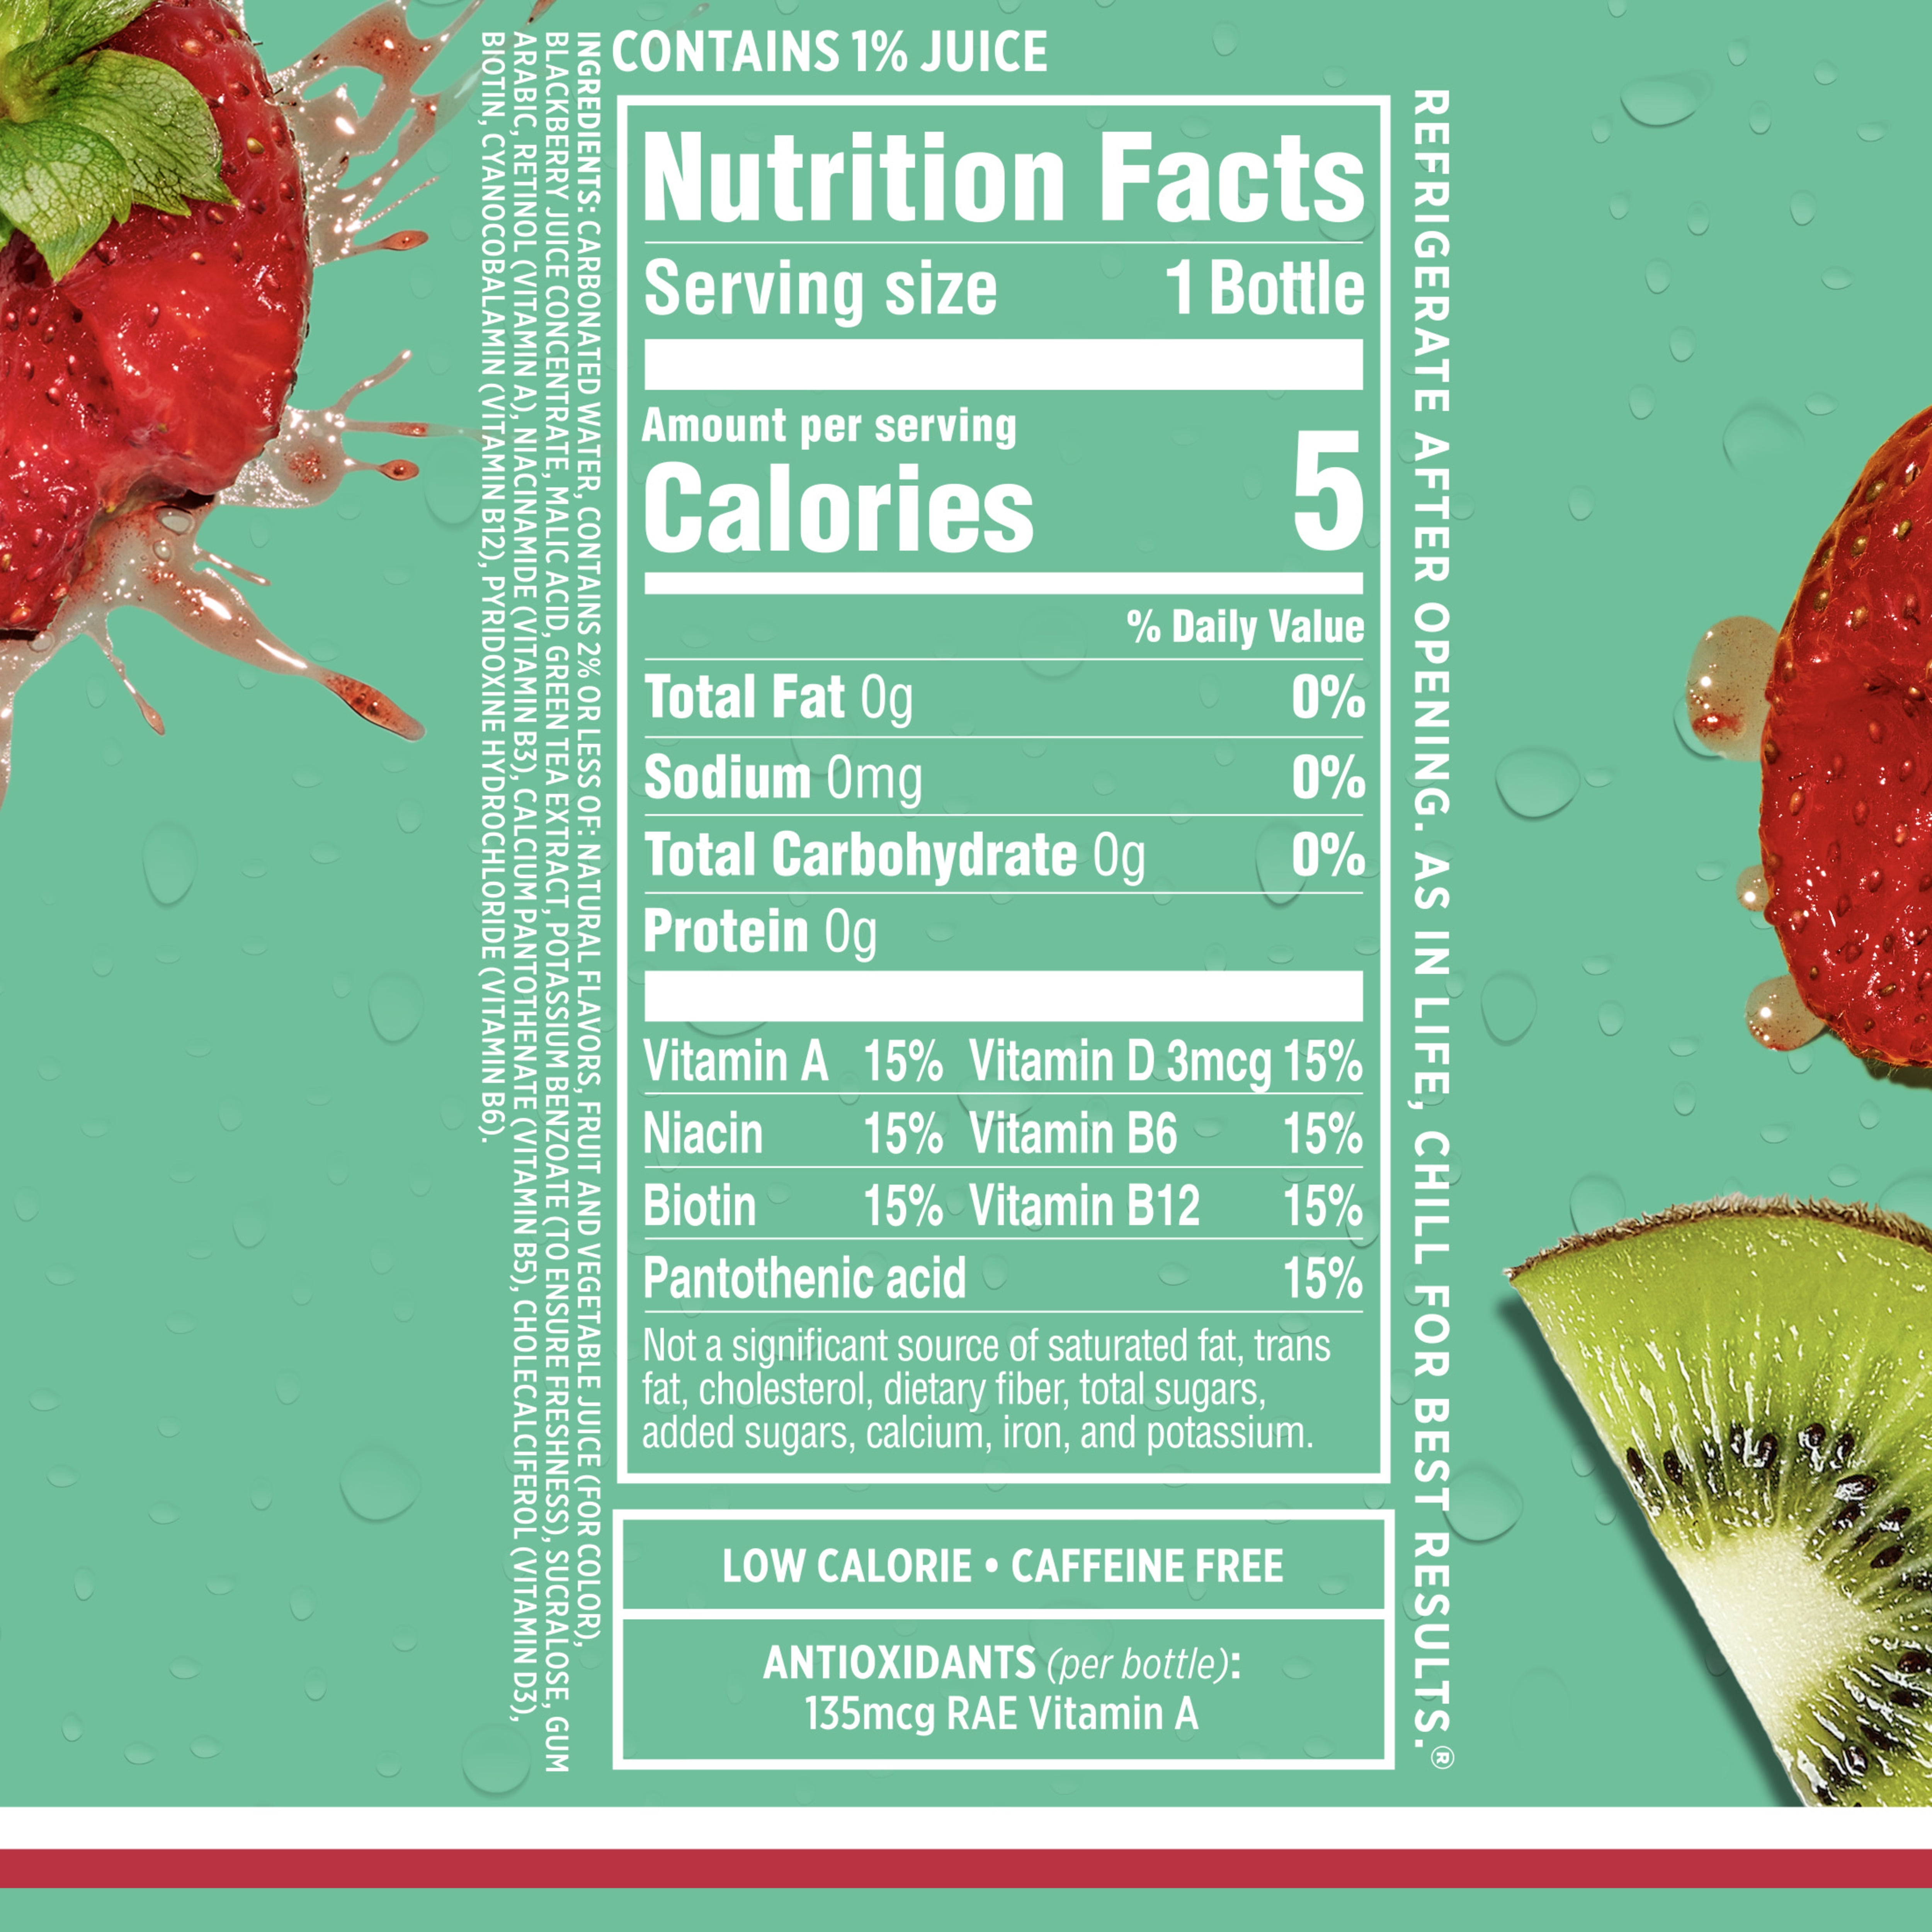 CONTAINS 1% JUICE
INGREDIENTS: CARBONATED WATER, CONTAINS 2% OR LESS OF: NATURAL FLAVORS, FRUIT AND VEGETABLE JUICE (FOR COLOR),
BLACKBERRY JUICE CONCENTRATE, MALIC ACID, GREEN TEA EXTRACT, POTASSIUM BENZOATE (TO ENSURE FRESHNESS), SUCRALOSE, GUM
ARABIC, RETINOL (VITAMIN A), NIACINAMIDE (VITAMIN B3), CALCIUM PANTOTHENATE (VITAMIN B5), CHOLECALCIFEROL (VITAMIN D3),
BIOTIN, CYANOCOBALAMIN (VITAMIN B12), PYRIDOXINE HYDROCHLORIDE (VITAMIN B6).
Nutrition Facts
Serving size 1 Bottle
Amount per serving
Calories 5
% Daily Value
Total Fat 0g 0%
Sodium 0mg 0%
Total Carbohydrate 0g 0%
Protein 0g
Vitamin A 15% Vitamin D 3mcg 15%
Niacin 15% Vitamin B6 15%
Biotin 15% Vitamin B12 15%
Pantothenic acid 15%
Not a significant source of saturated fat, trans
fat, cholesterol, dietary fiber, total sugars,
added sugars, calcium, iron, and potassium.
LOW CALORIE • CAFFEINE FREE
ANTIOXIDANTS (per bottle):
135mcg RAE Vitamin A
REFRIGERATE AFTER OPENING. AS IN LIFE, CHILL FOR BEST RESULTS.®